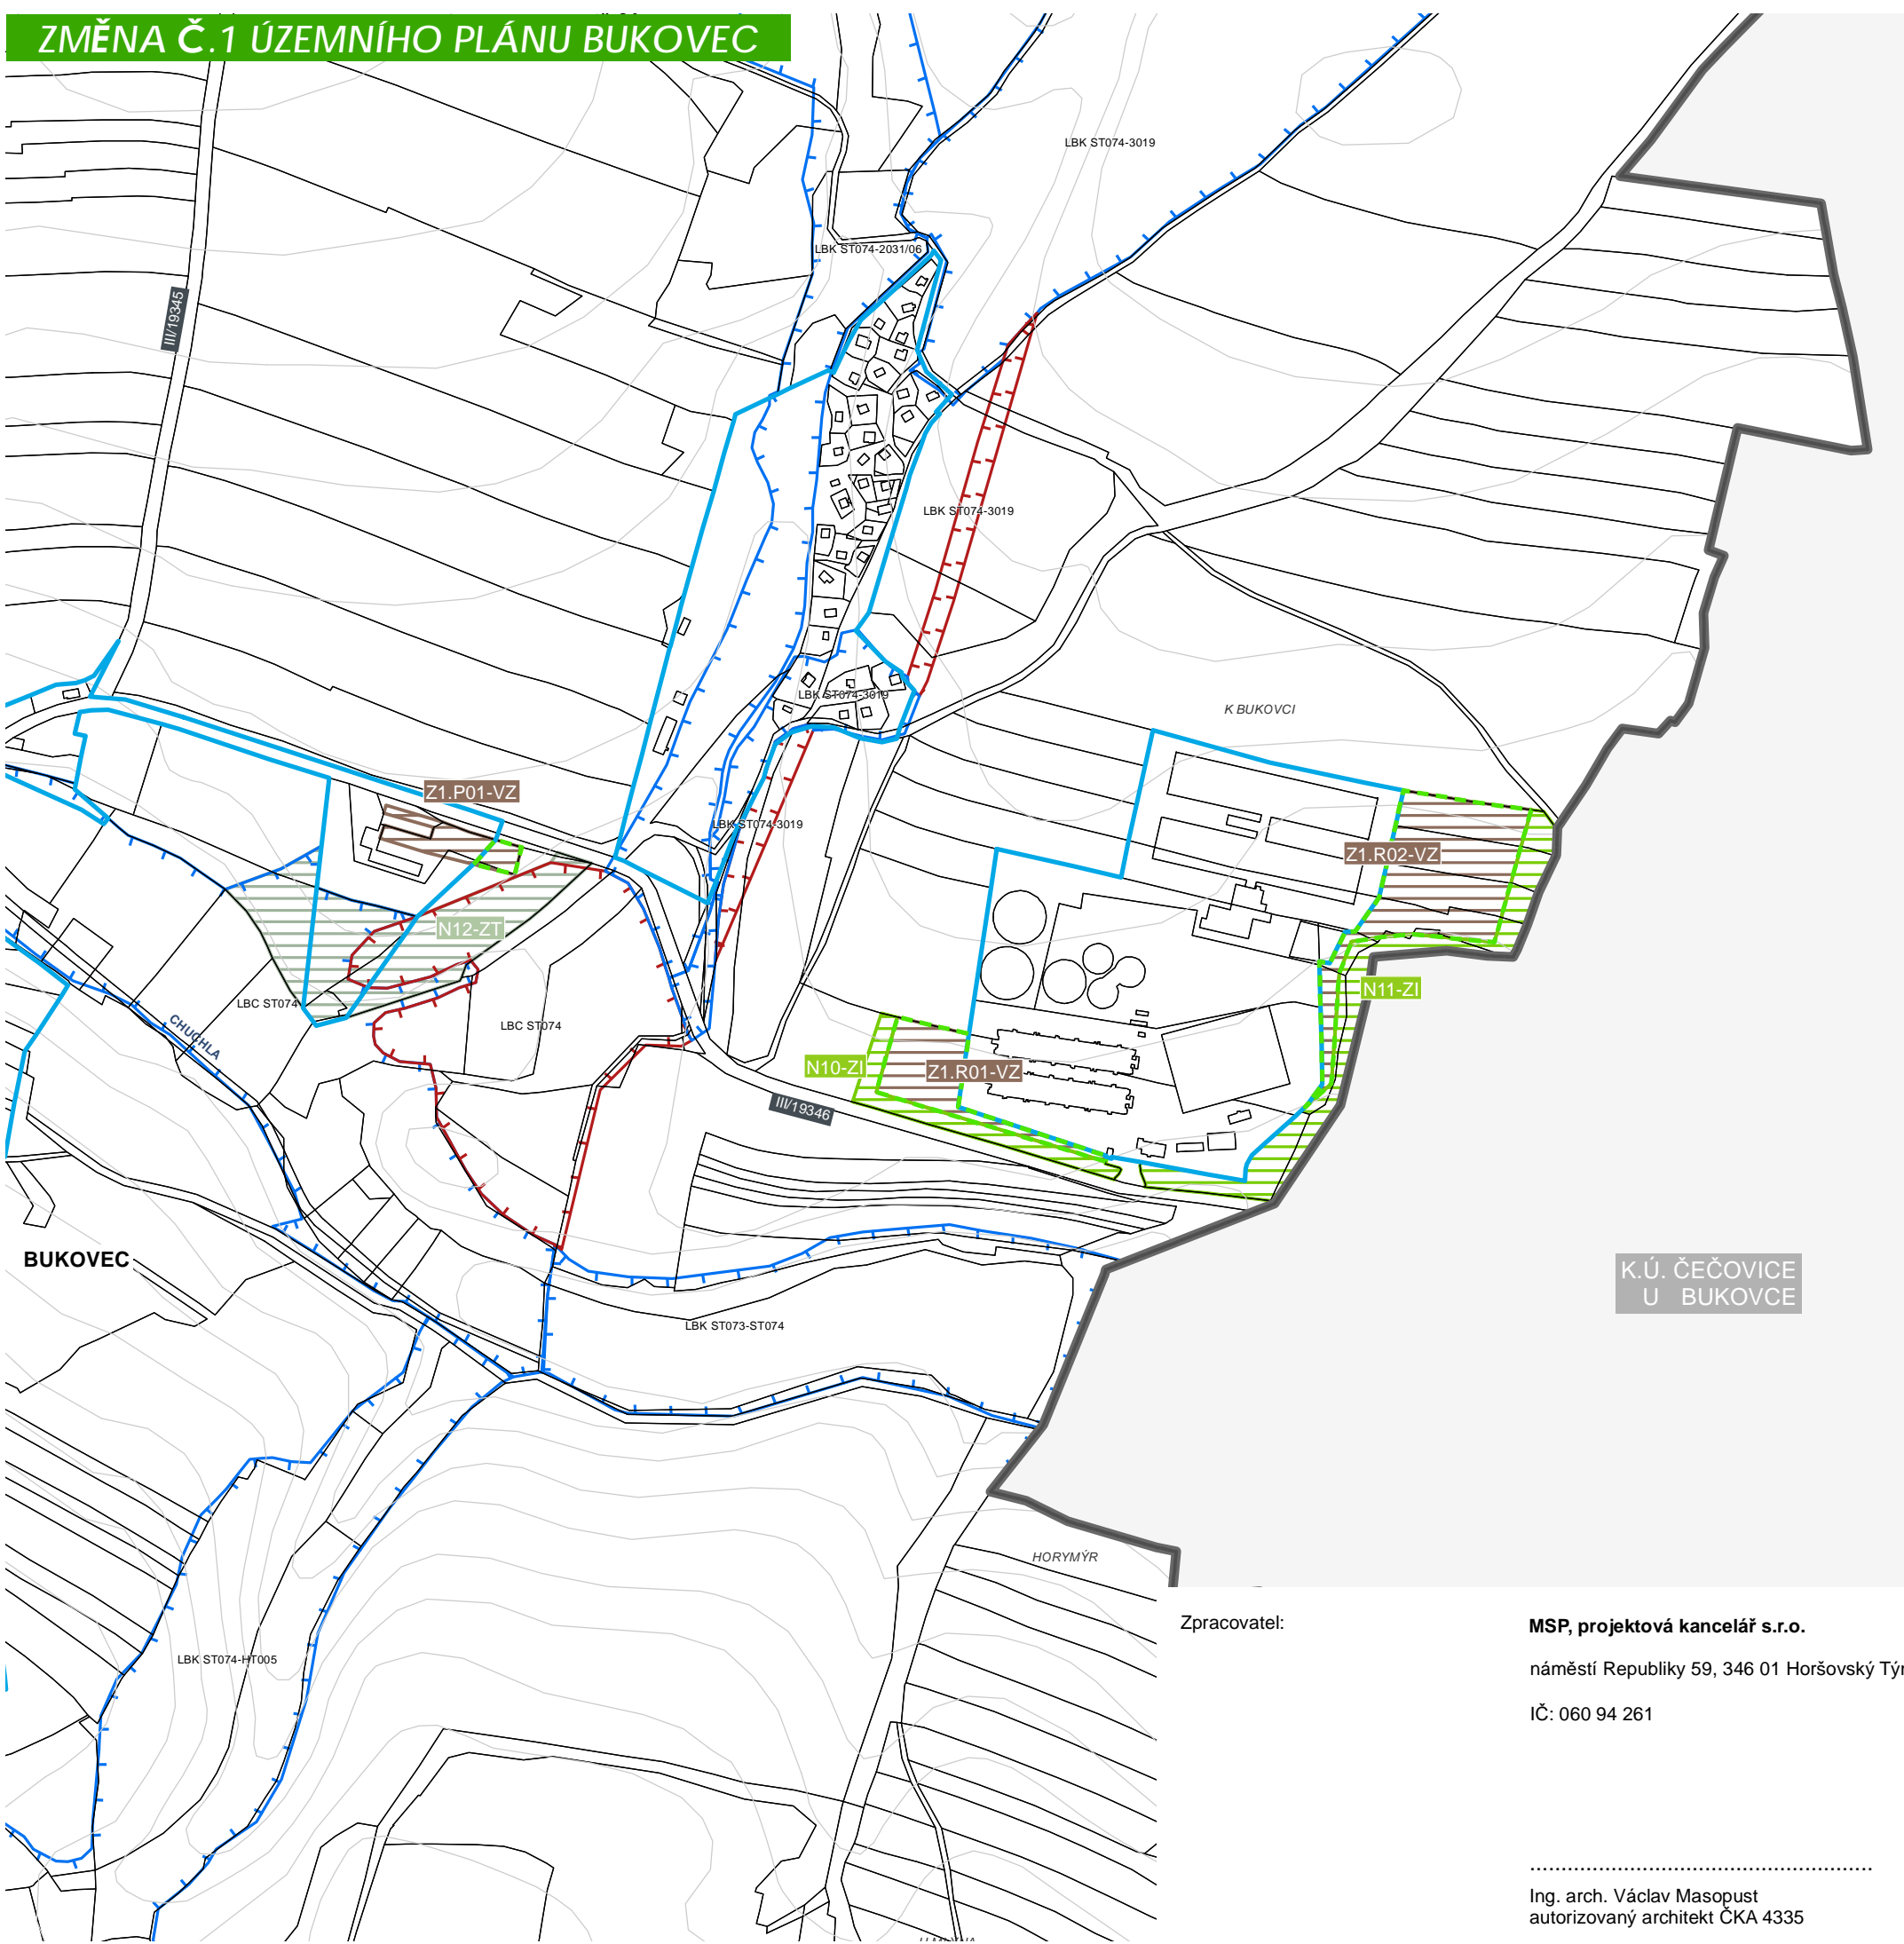 ZMĚNA Č.1 ÚZEMNÍHO PLÁNU BUKOVEC
LBK ST074-3019
LBK ST074-2031/06
III/19345
LBK ST074-3019
LBK ST074-3019
K BUKOVCI
Z1.P01-VZ
LBK ST074-3019
Z1.R02-VZ
N12-ZT
N11-ZI
LBC ST074
LBC ST074
CHUCHLA
N10-ZI
Z1.R01-VZ
III/19346
BUKOVEC
K.Ú. ČEČOVICE
U BUKOVCE
LBK ST073-ST074
HORYMÝR
LBK ST074-HT005
Zpracovatel:
MSP, projektová kancelář s.r.o.
náměstí Republiky 59, 346 01 Horšovský Týn
IČ: 060 94 261
.......................................................
Ing. arch. Václav Masopust
autorizovaný architekt ČKA 4335